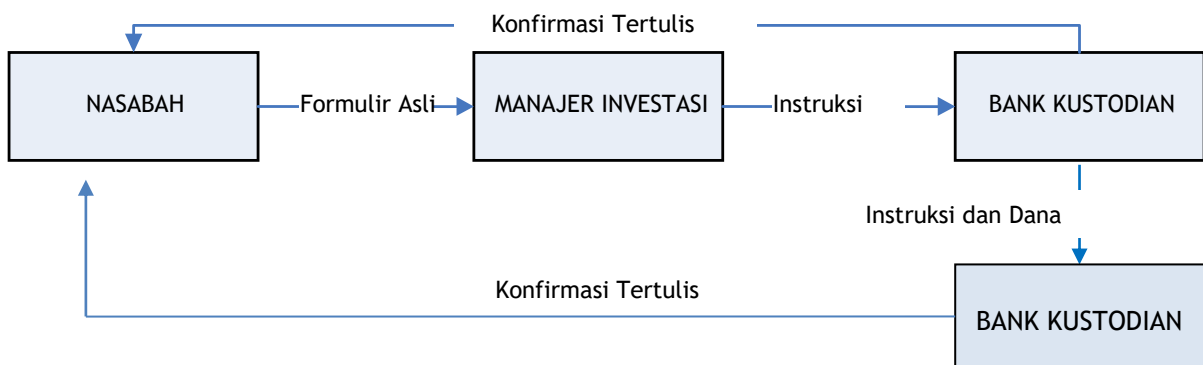 Konfirmasi Tertulis
NASABAH
Formulir Asli
MANAJER INVESTASI
Instruksi
BANK KUSTODIAN
Instruksi dan Dana
Konfirmasi Tertulis
BANK KUSTODIAN